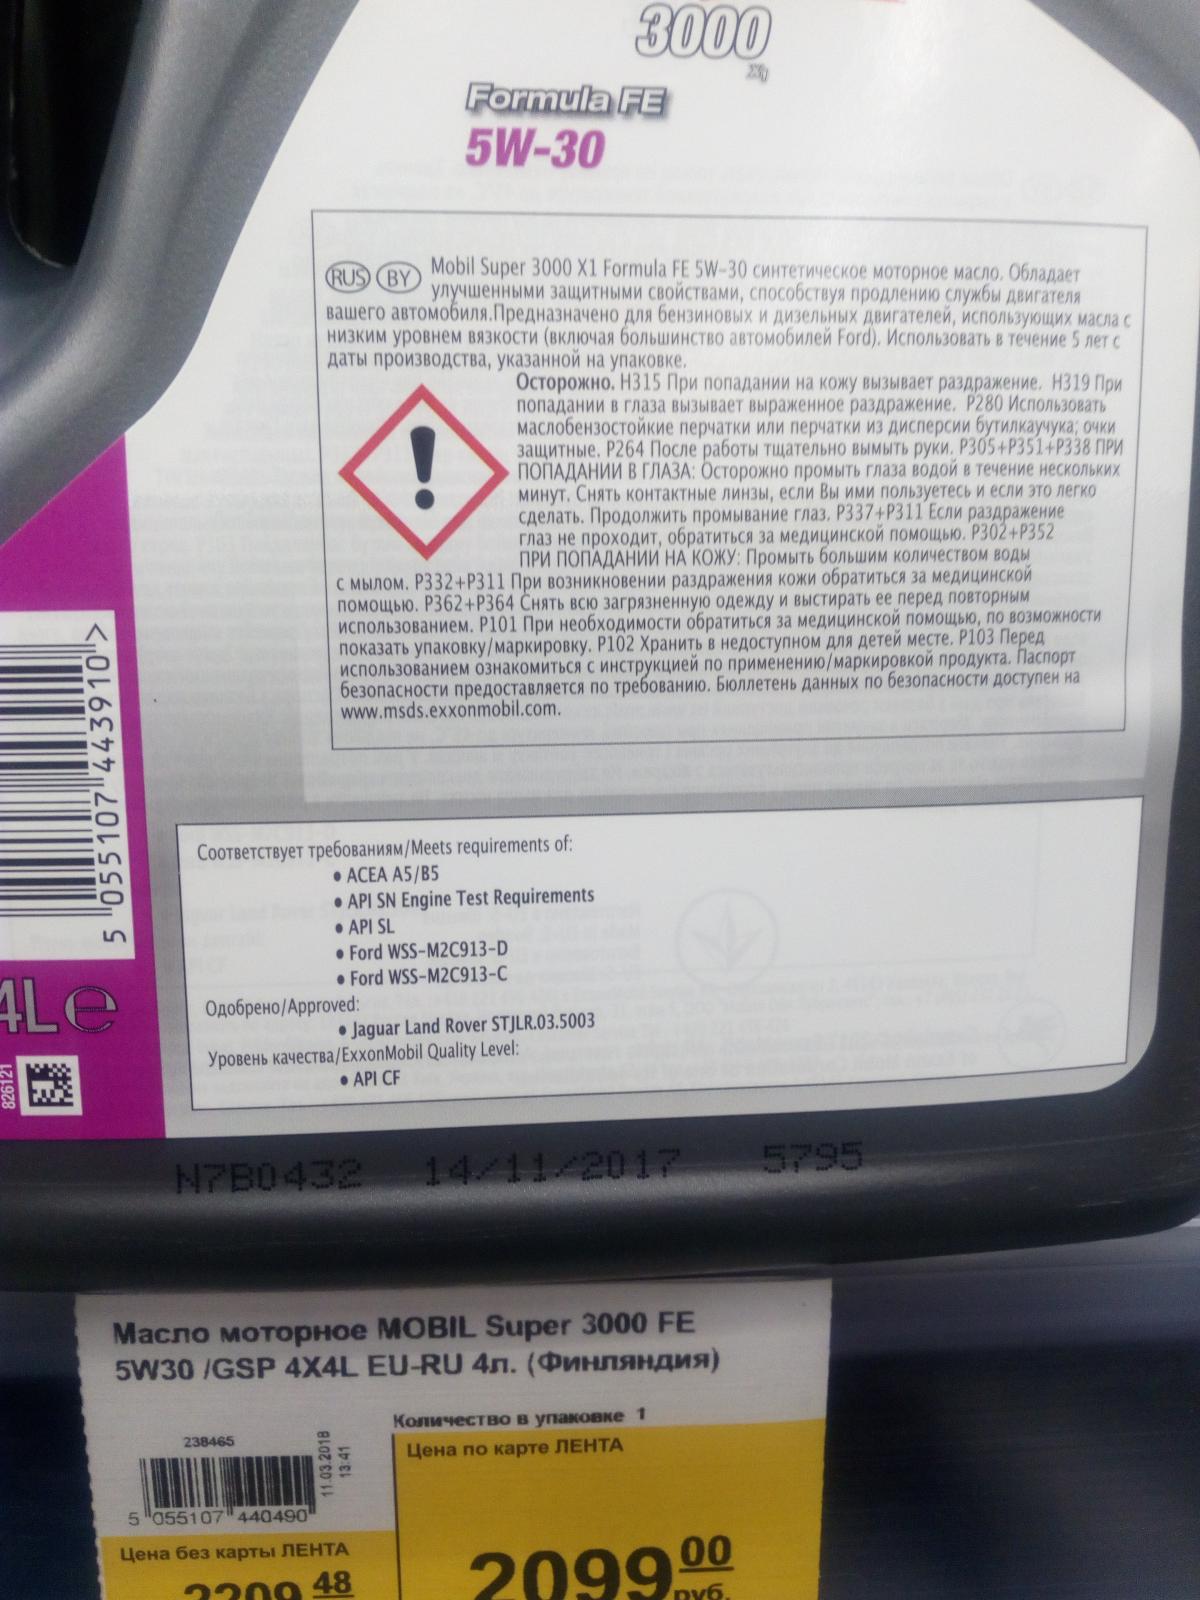 3000
X1
Formula FE
5W-30
RUS BY Mobil Super 3000 X1 Formula FE 5W-30 синтетическое моторное масло. Обладает
улучшенными защитными свойствами, способствуя продлению службы двигателя
вашего автомобиля.Предназначено для бензиновых и дизельных двигателей, использующих масла с
низким уровнем вязкости (включая большинство автомобилей Ford). Использовать в течение 5 лет с
даты производства, указанной на упаковке.
Осторожно. H315 При попадании на кожу вызывает раздражение. H319 При
попадании в глаза вызывает выраженное раздражение. P280 Использовать
маслобензостойкие перчатки или перчатки из дисперсии бутилкаучука; очки
защитные. P264 После работы тщательно вымыть руки. P305+P351+P338 ПРИ
ПОПАДАНИИ В ГЛАЗА: Осторожно промыть глаза водой в течение нескольких
минут. Снять контактные линзы, если Вы ими пользуетесь и если это легко
сделать. Продолжить промывание глаз. P337+P311 Если раздражение
глаз не проходит, обратиться за медицинской помощью. P302+P352
ПРИ ПОПАДАНИИ НА КОЖУ: Промыть большим количеством воды
с мылом. P332+P311 При возникновении раздражения кожи обратиться за медицинской
помощью. P362+P364 Снять всю загрязненную одежду и выстирать ее перед повторным
использованием. P101 При необходимости обратиться за медицинской помощью, по возможности
показать упаковку/маркировку. P102 Хранить в недоступном для детей месте. P103 Перед
использованием ознакомиться с инструкцией по применению/маркировкой продукта. Паспорт
безопасности предоставляется по требованию. Бюллетень данных по безопасности доступен на
www.msds.exxonmobil.com.
5 055107 443910 >
4L e
826121
Соответствует требованиям/Meets requirements of:
• ACEA A5/B5
• API SN Engine Test Requirements
• API SL
• Ford WSS-M2C913-D
• Ford WSS-M2C913-C
Одобрено/Approved:
• Jaguar Land Rover STJLR.03.5003
Уровень качества/ExxonMobil Quality Level:
• API CF
N7B0432 14/11/2017 5795
Масло моторное MOBIL Super 3000 FE
5W30 /GSP 4X4L EU-RU 4л. (Финляндия)
Количество в упаковке 1
238465
11.03.2018
13:41
5 055107 440490
Цена по карте ЛЕНТА
2099 00
руб.
Цена без карты ЛЕНТА
2209 48